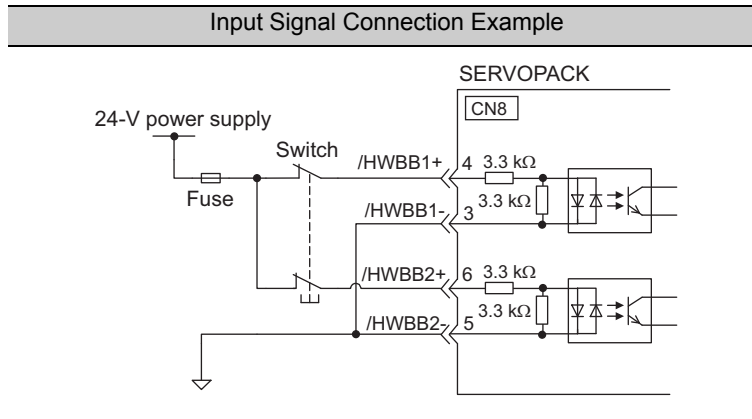 Input Signal Connection Example
SERVOPACK
CN8
24-V power supply
Switch
Fuse
/HWBB1+ 4 3.3 kΩ
3.3 kΩ
/HWBB1- 3
/HWBB2+ 6 3.3 kΩ
3.3 kΩ
/HWBB2- 5